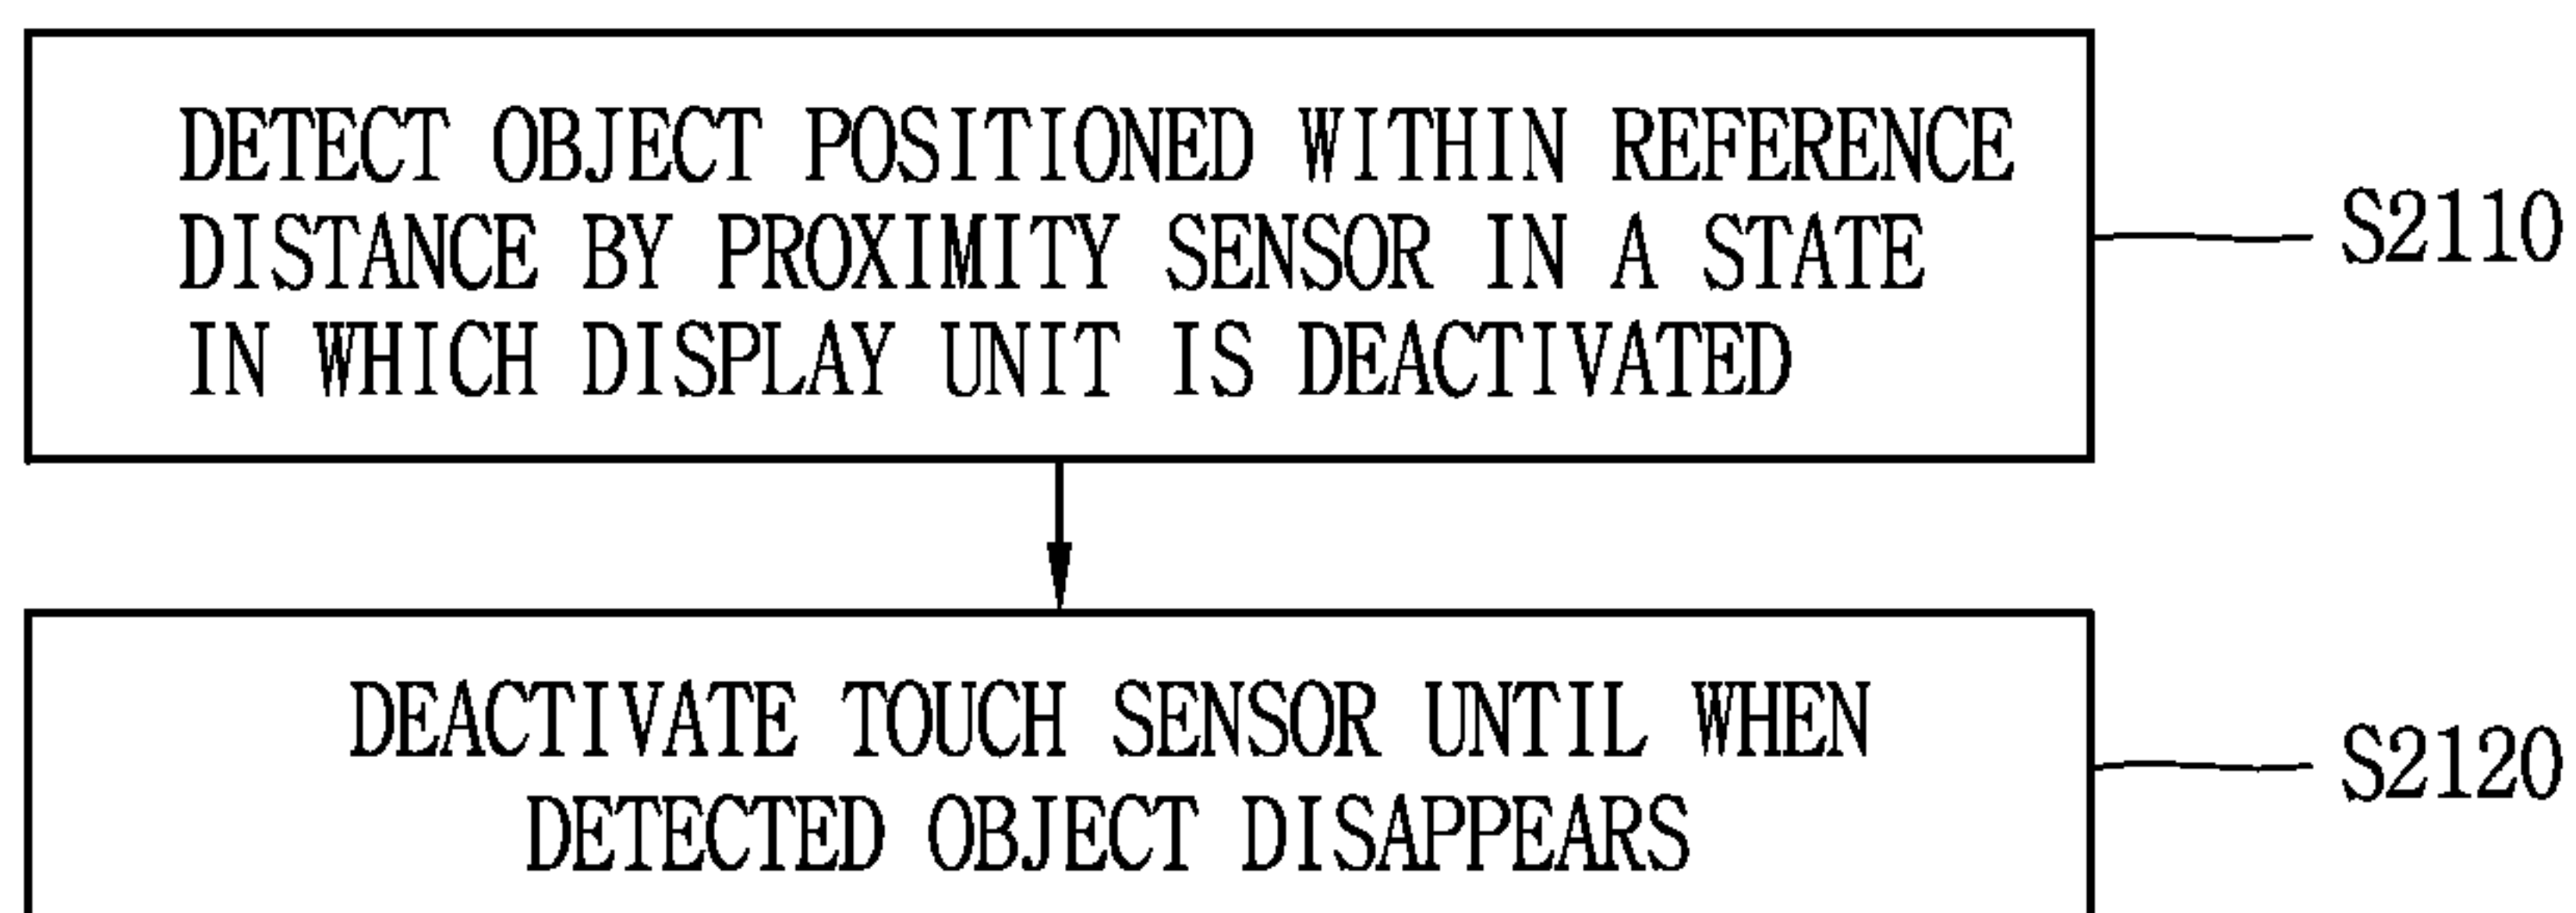 DETECT OBJECT POSITIONED WITHIN REFERENCE
DISTANCE BY PROXIMITY SENSOR IN A STATE
IN WHICH DISPLAY UNIT IS DEACTIVATED
S2110
DEACTIVATE TOUCH SENSOR UNTIL WHEN
DETECTED OBJECT DISAPPEARS
S2120